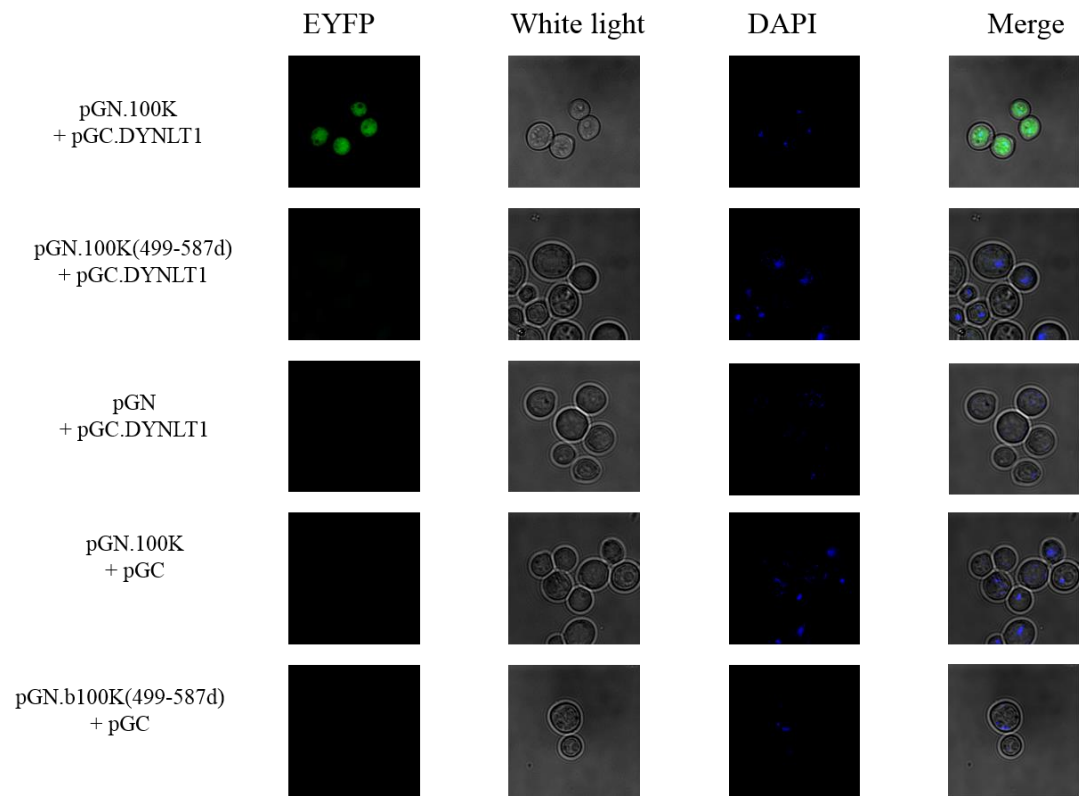 EYFP White light DAPI Merge
pGN.100K
+ pGC.DYNLT1
pGN.100K(499-587d)
+ pGC.DYNLT1
pGN
+ pGC.DYNLT1
pGN.100K
+ pGC
pGN.b100K(499-587d)
+ pGC